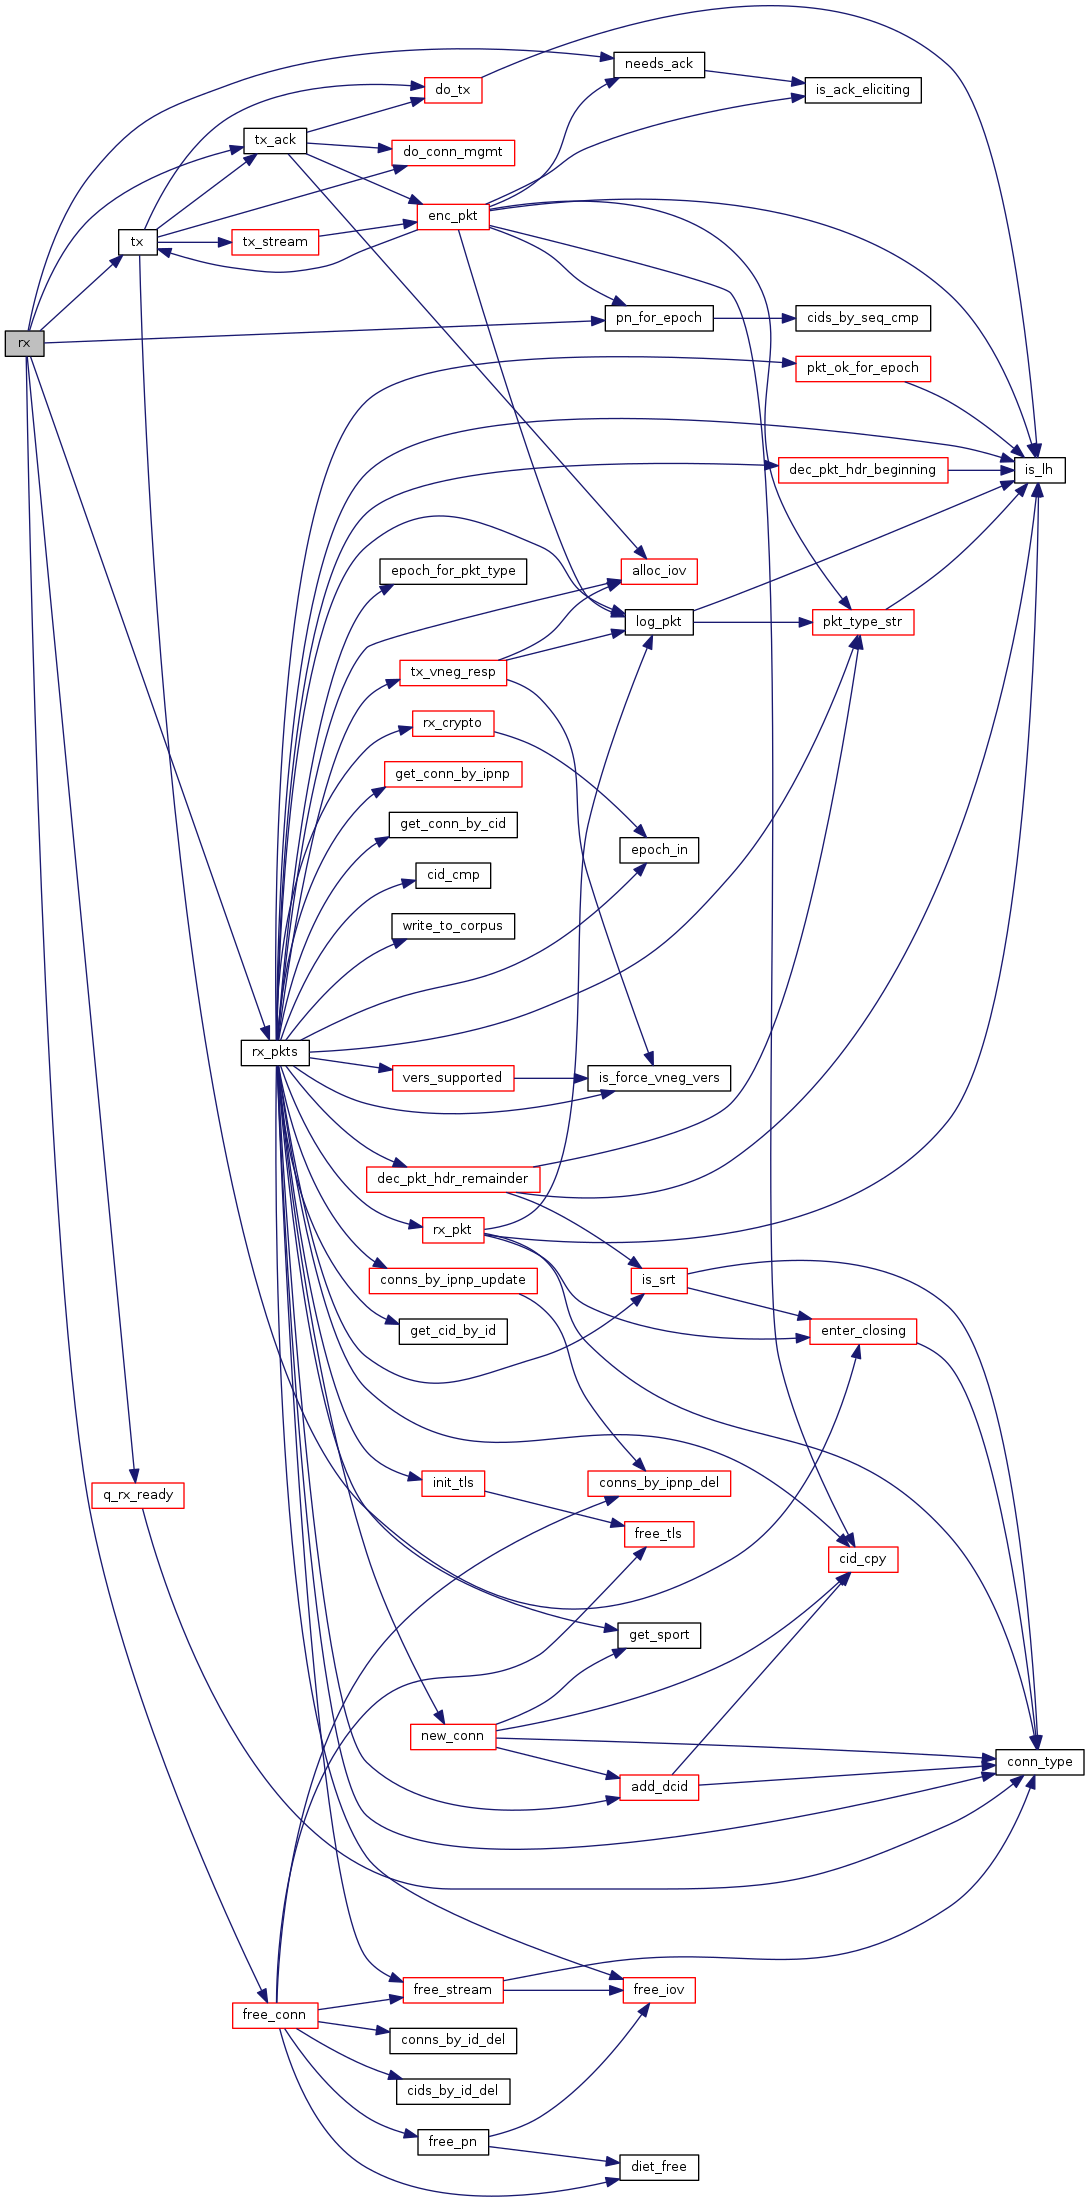 needs_ack
do_tx
is_ack_eliciting
tx_ack
do_conn_mgmt
enc_pkt
tx
tx_stream
pn_for_epoch
cids_by_seq_cmp
rx
pkt_ok_for_epoch
dec_pkt_hdr_beginning
is_lh
epoch_for_pkt_type
alloc_iov
log_pkt
pkt_type_str
tx_vneg_resp
rx_crypto
get_conn_by_ipnp
get_conn_by_cid
epoch_in
cid_cmp
write_to_corpus
rx_pkts
vers_supported
is_force_vneg_vers
dec_pkt_hdr_remainder
rx_pkt
conns_by_ipnp_update
is_srt
get_cid_by_id
enter_closing
init_tls
conns_by_ipnp_del
q_rx_ready
free_tls
cid_cpy
get_sport
new_conn
conn_type
add_dcid
free_stream
free_iov
free_conn
conns_by_id_del
cids_by_id_del
free_pn
diet_free